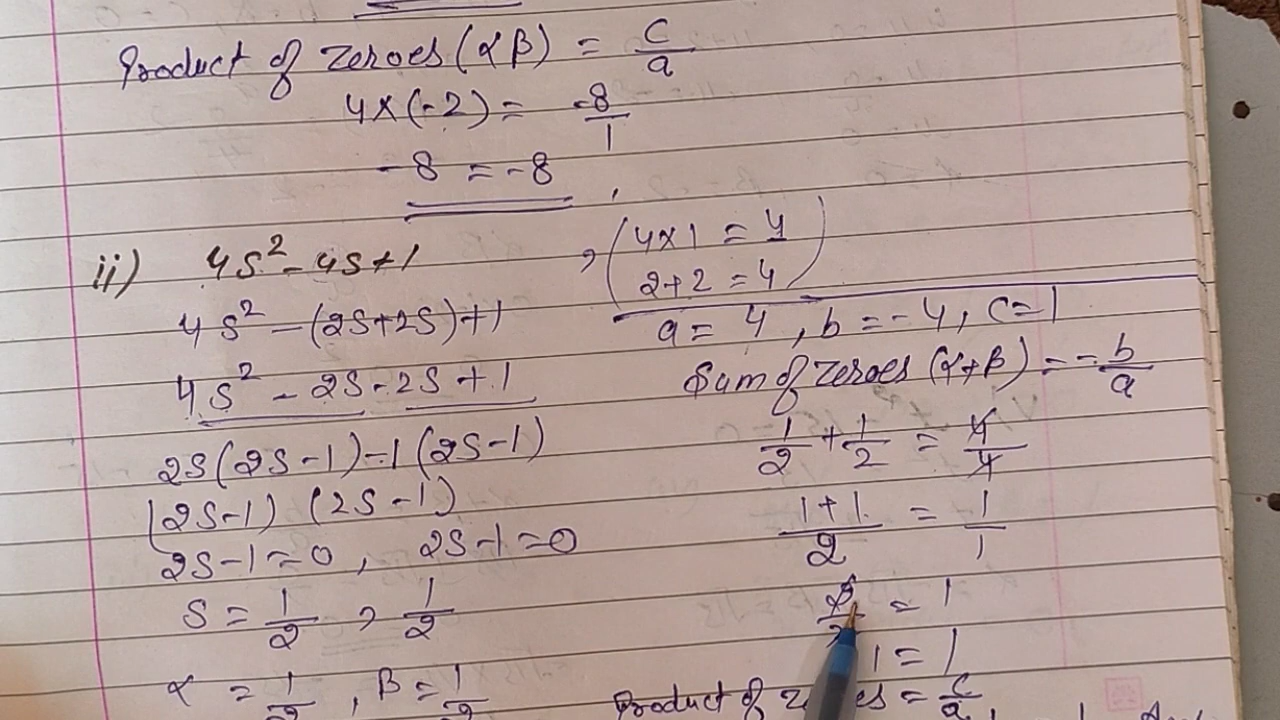 Product of Zeroes (αβ) = c/a
4×(-2) = -8/1
-8 = -8
ii) 4s² - 4s + 1
4s² - (2s+2s) + 1
4s² - 2s - 2s + 1
2s(2s-1) - 1(2s-1)
(2s-1) (2s-1)
2s-1=0, 2s-1=0
s = 1/2, 1/2
α = 1/2, β = 1/2
, (4×1 = 4
2+2 = 4)
a = 4, b = -4, c = 1
Sum of Zeroes (α+β) = -b/a
1/2 + 1/2 = 4/4
1+1/2 = 1/1
2/2 = 1
1 = 1
Product of = c/a